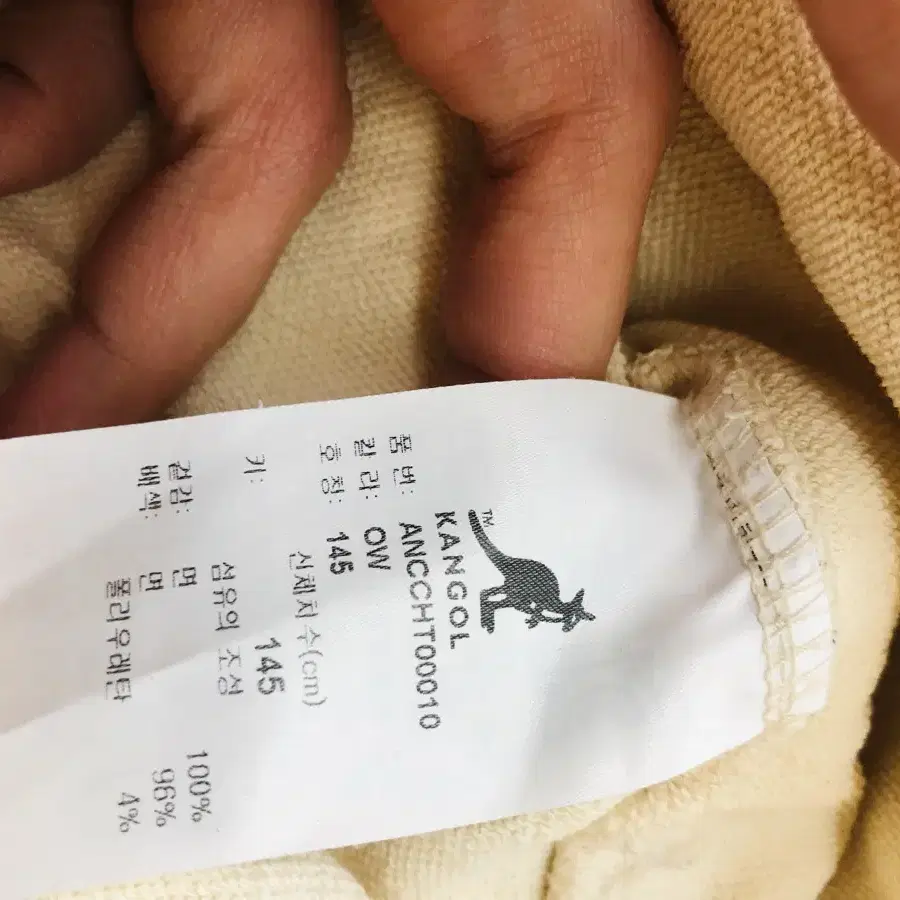 TM
KANGOL
품번: ANCCHT00010
칼라: OW
호칭: 145
신체치수(cm)
키: 145
섬유의 조성
겉감: 면 100%
배색: 면 96%
폴리우레탄 4%